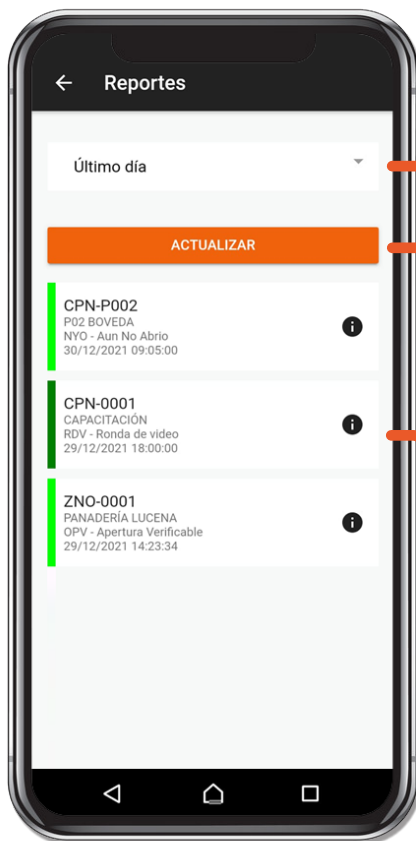 Reportes
Último día
ACTUALIZAR
CPN-P002
P02 BOVEDA
NYO - Aun No Abrio
30/12/2021 09:05:00
CPN-0001
CAPACITACIÓN
RDV - Ronda de video
29/12/2021 18:00:00
ZNO-0001
PANADERÍA LUCENA
OPV - Apertura Verificable
29/12/2021 14:23:34